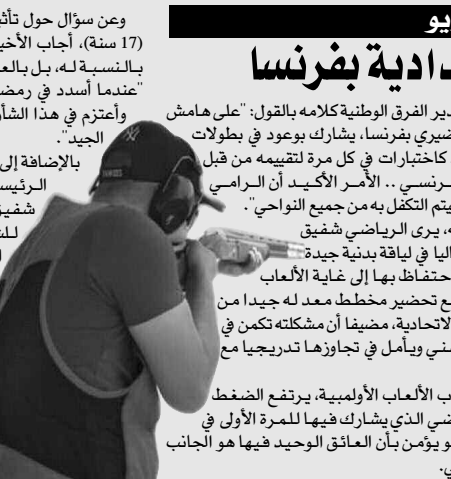 يو
ادية بفرنسا
دير الفرق الوطنية كلامه بالقول: "على هامش
ضيري بفرنسا، يشارك بوعود في بطولات
كاختبارات في كل مرة لتقييمه من قبل
رنسي .. الأمر الأكيد أن الرامي
يتم التكفل به من جميع النواحي".
ه، يرى الرياضي شفيق
اليا في لياقة بدنية جيدة
حتفاظ بها إلى غاية الألعاب
ع تحضير مخطط معد له جيدا من
لاتحادية، مضيفا أن مشكلته تكمن في
ني ويأمل في تجاوزها تدريجيا مع
ب الألعاب الأولمبية، يرتفع الضغط
ضي الذي يشارك فيها للمرة الأولى في
و يؤمن بأن العائق الوحيد فيها هو الجانب
ي.
وعن سؤال حول تأثي
(17 سنة)، أجاب الأخي
بالنسبة له، بل بالع
"عندما أسدد في رمض
وأعتزم في هذا الشأ
الجيد".
بالإضافة إلى
الرئيس
شفيق
للش